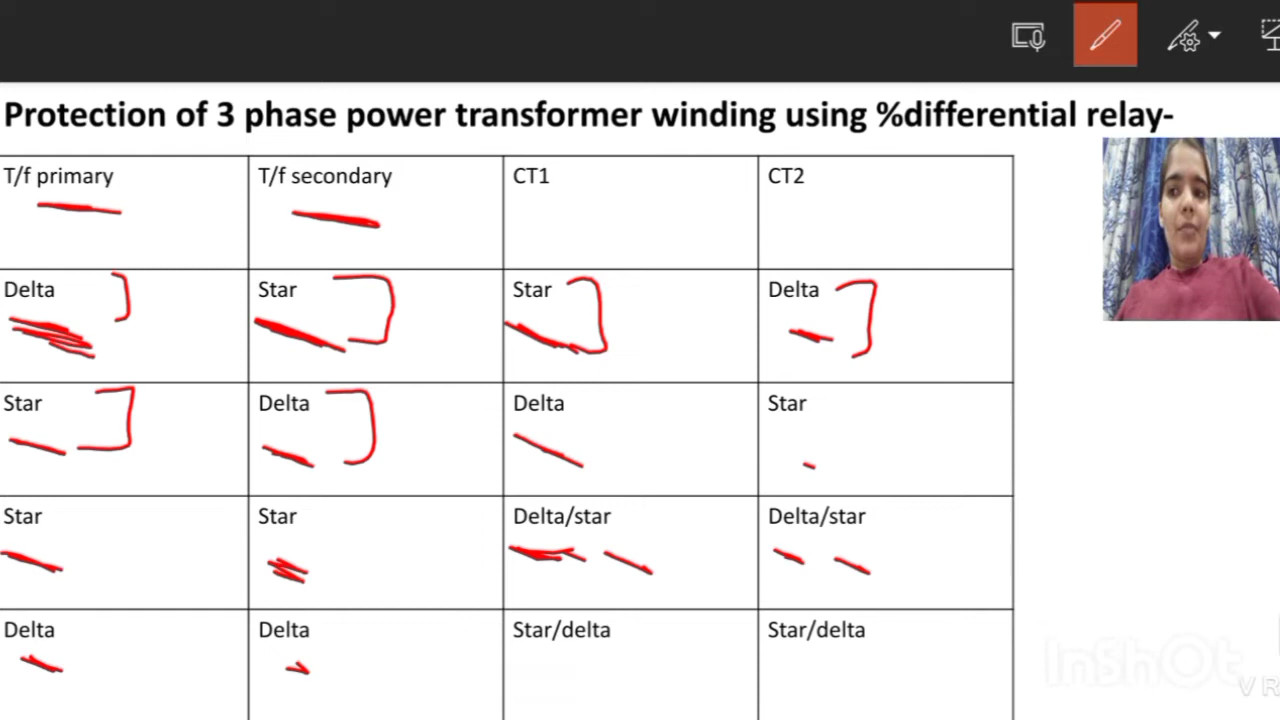 Protection of 3 phase power transformer winding using %differential relay-
T/f primary T/f secondary CT1 CT2
Delta Star Star Delta
Star Delta Delta Star
Star Star Delta/star Delta/star
Delta Delta Star/delta Star/delta
InShOt
V R